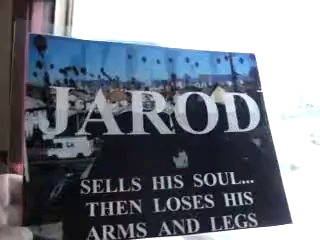 JAROD
SELLS HIS SOUL...
THEN LOSES HIS
ARMS AND LEGS